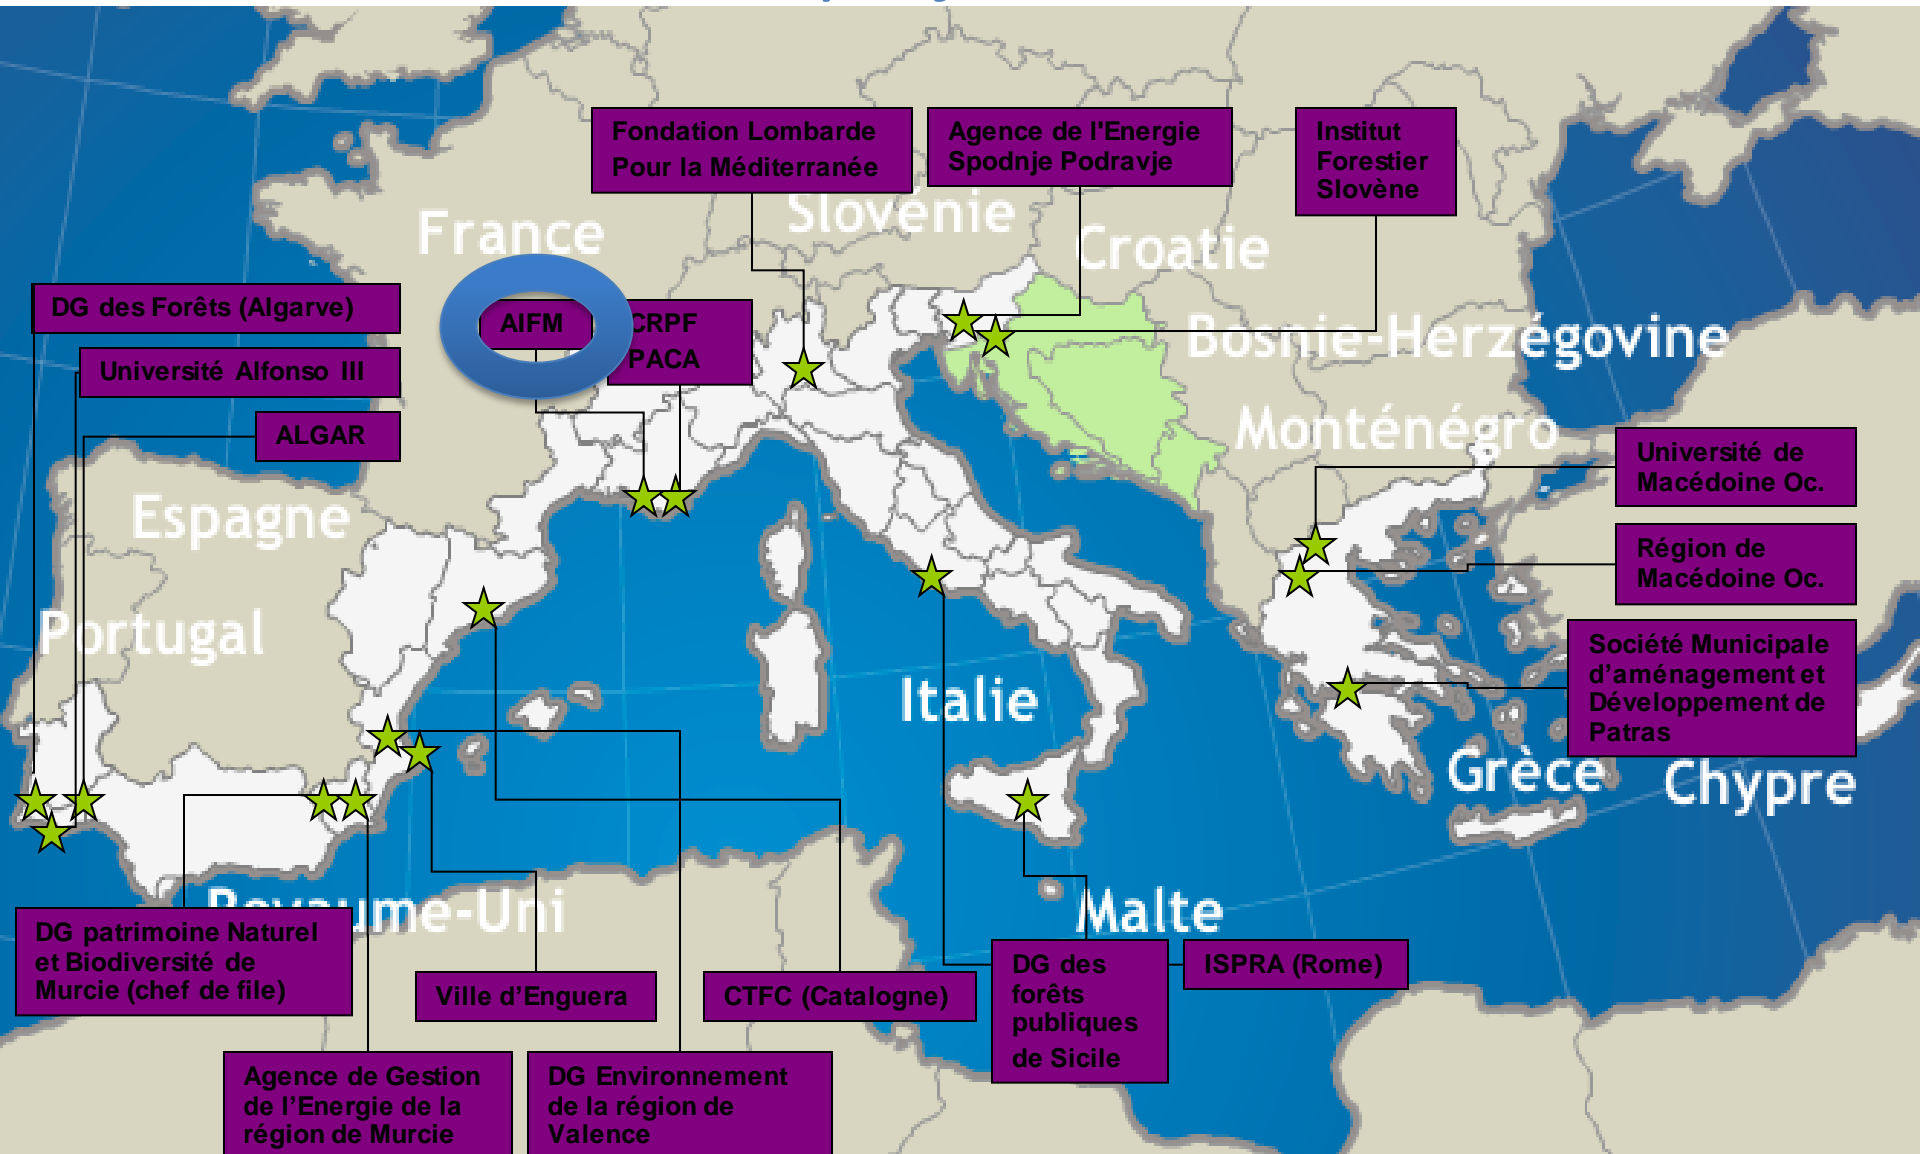 Fondation Lombarde
Pour la Méditerranée
Agence de l'Energie
Spodnje Podravje
Institut
Forestier
Slovène
Slovénie
France
Croatie
DG des Forêts (Algarve)
AIFM
CRPF
PACA
Bosnie-Herzégovine
Université Alfonso III
ALGAR
Monténégro
Université de
Macédoine Oc.
Espagne
Région de
Macédoine Oc.
Portugal
Société Municipale
d'aménagement et
Développement de
Patras
Italie
Grèce
Chypre
Royaume-Uni
Malte
DG patrimoine Naturel
et Biodiversité de
Murcie (chef de file)
Ville d'Enguera
CTFC (Catalogne)
DG des
forêts
publiques
de Sicile
ISPRA (Rome)
Agence de Gestion
de l'Energie de la
région de Murcie
DG Environnement
de la région de
Valence